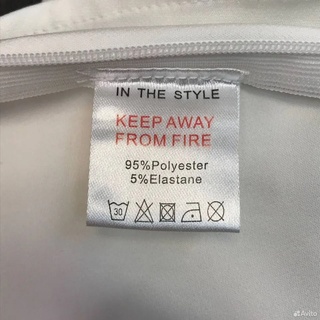 IN THE STYLE
KEEP AWAY
FROM FIRE
95%Polyester
5%Elastane
30
Avito